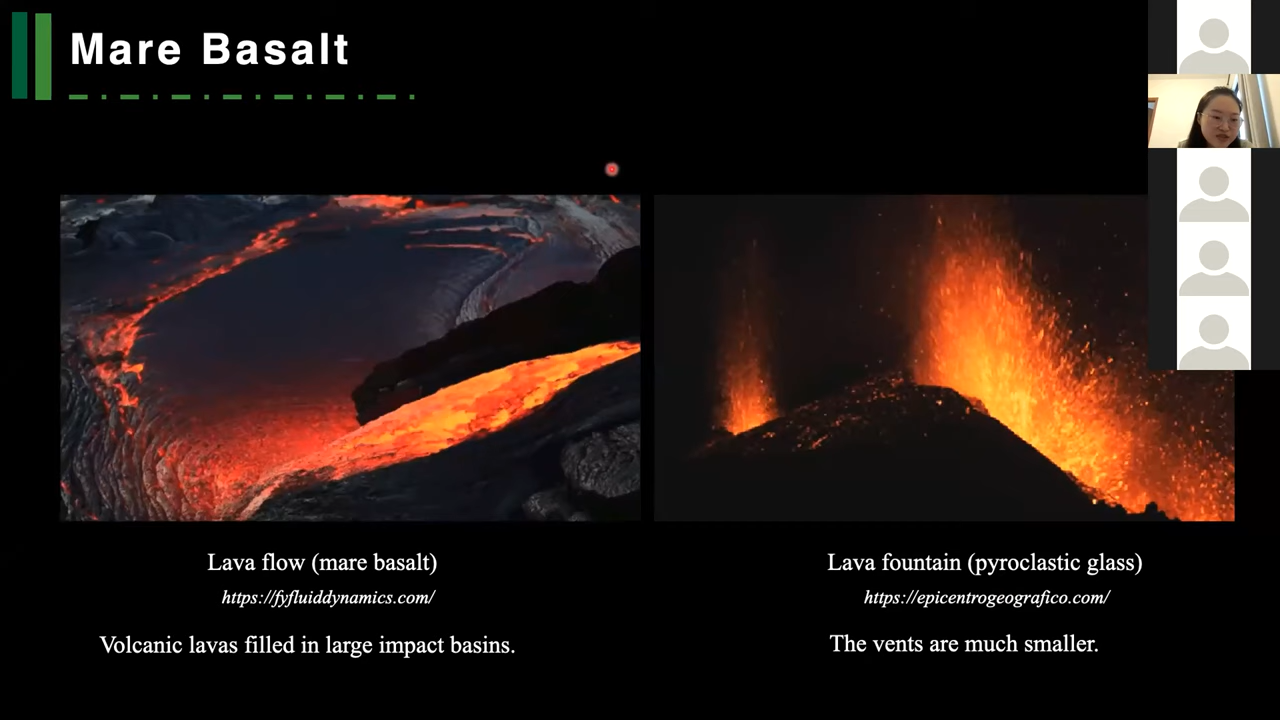 Mare Basalt
Lava flow (mare basalt)
https://fyfluiddynamics.com/
Volcanic lavas filled in large impact basins.
Lava fountain (pyroclastic glass)
https://epicentrogeografico.com/
The vents are much smaller.